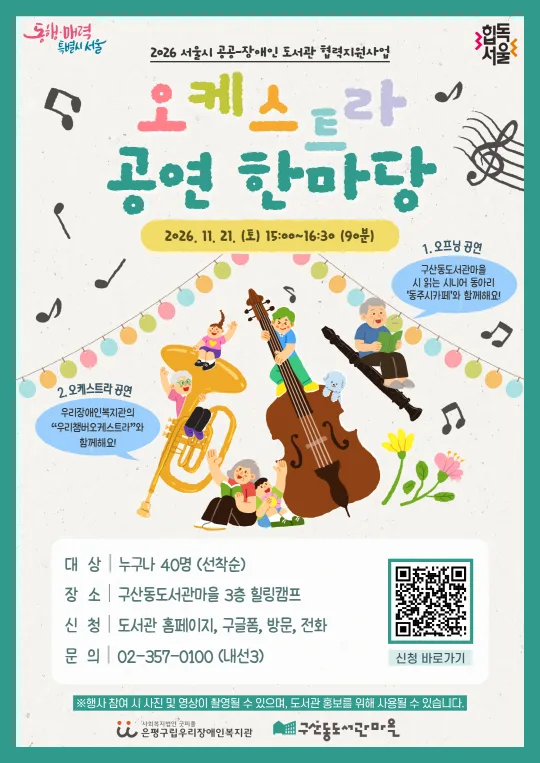 동행·매력
특별시 서울
합독
서울
2026 서울시 공공-장애인 도서관 협력지원사업
오케스트라
공연 한마당
2026. 11. 21. (토) 15:00~16:30 (90분)
1. 오프닝 공연
구산동도서관마을
시 읽는 시니어 동아리
'동주시카페'와 함께해요!
2. 오케스트라 공연
우리장애인복지관의
“우리챔버오케스트라”와
함께해요!
대 상 | 누구나 40명 (선착순)
장 소 | 구산동도서관마을 3층 힐링캠프
신 청 | 도서관 홈페이지, 구글폼, 방문, 전화
문 의 | 02-357-0100 (내선3)
신청 바로가기
※행사 참여 시 사진 및 영상이 촬영될 수 있으며, 도서관 홍보를 위해 사용될 수 있습니다.
사회복지법인 굿피플
은평구립우리장애인복지관
구산동도서관마을